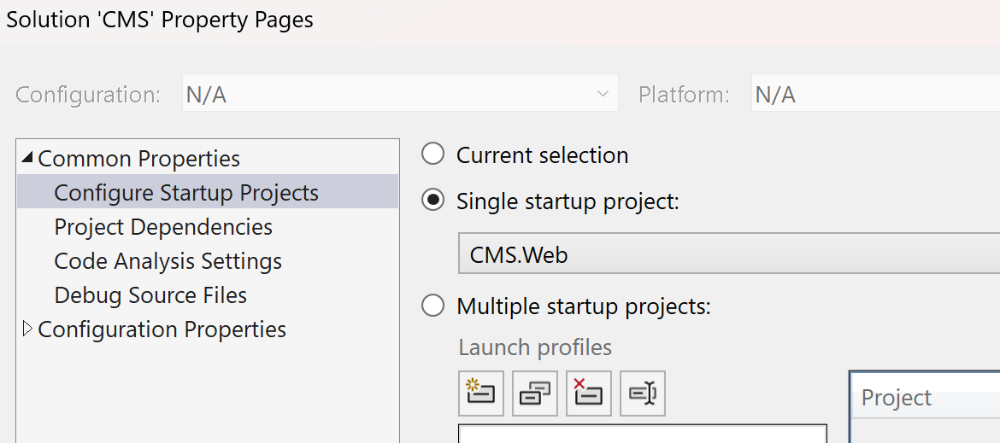 Solution 'CMS' Property Pages
Configuration: N/A Platform: N/A
Common Properties
Configure Startup Projects
Project Dependencies
Code Analysis Settings
Debug Source Files
Configuration Properties
Current selection
Single startup project:
CMS.Web
Multiple startup projects:
Launch profiles
Project